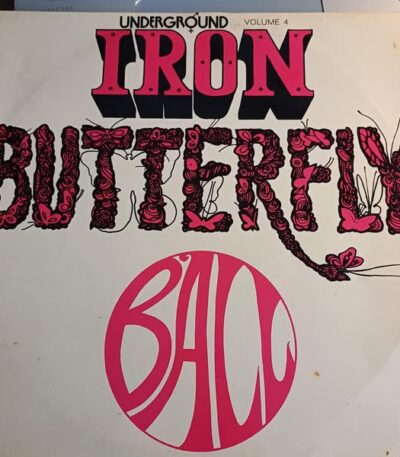 UNDERGROUND VOLUME 4
IRON
BUTTERFLY
BALL